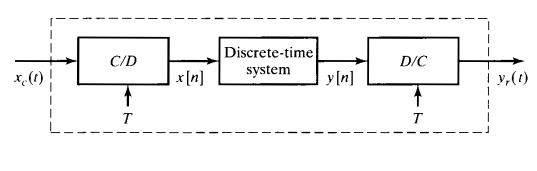 C/D
Discrete-time
system
D/C
x_c(t)
x[n]
y[n]
y_r(t)
T
T